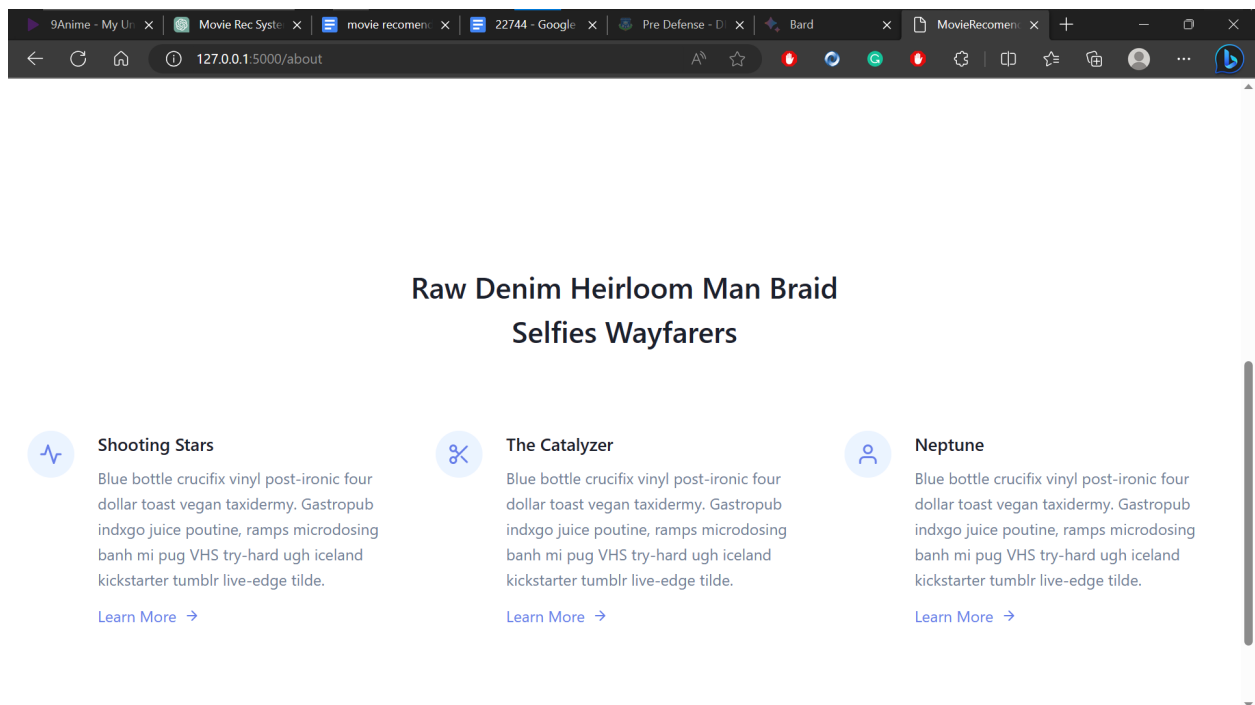 9Anime - My Un
Movie Rec Syste
movie recomend
22744 - Google
Pre Defense - D
Bard
MovieRecomend
127.0.0.1:5000/about
Raw Denim Heirloom Man Braid
Selfies Wayfarers
Shooting Stars
Blue bottle crucifix vinyl post-ironic four
dollar toast vegan taxidermy. Gastropub
indxgo juice poutine, ramps microdosing
banh mi pug VHS try-hard ugh iceland
kickstarter tumblr live-edge tilde.
Learn More →
The Catalyzer
Blue bottle crucifix vinyl post-ironic four
dollar toast vegan taxidermy. Gastropub
indxgo juice poutine, ramps microdosing
banh mi pug VHS try-hard ugh iceland
kickstarter tumblr live-edge tilde.
Learn More →
Neptune
Blue bottle crucifix vinyl post-ironic four
dollar toast vegan taxidermy. Gastropub
indxgo juice poutine, ramps microdosing
banh mi pug VHS try-hard ugh iceland
kickstarter tumblr live-edge tilde.
Learn More →